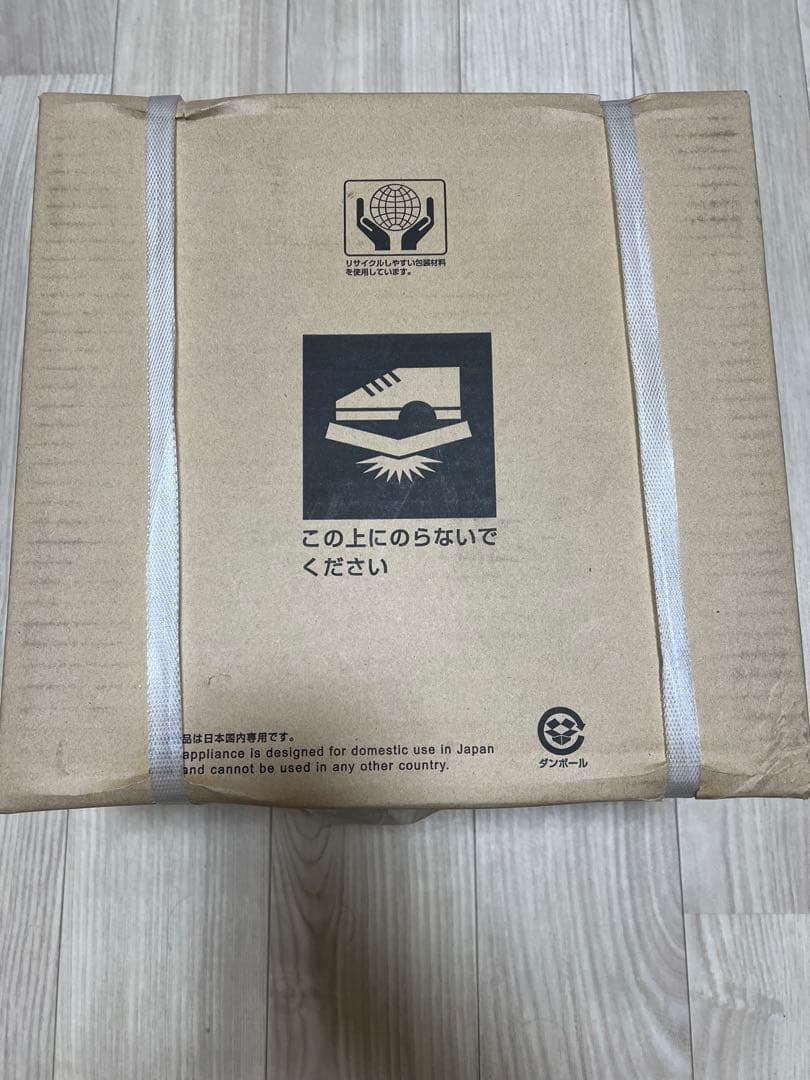 リサイクルしやすい包装材料
を使用しています。
この上にのらないで
ください
品は日本国内専用です。
appliance is designed for domestic use in Japan
and cannot be used in any other country.
ダンボール